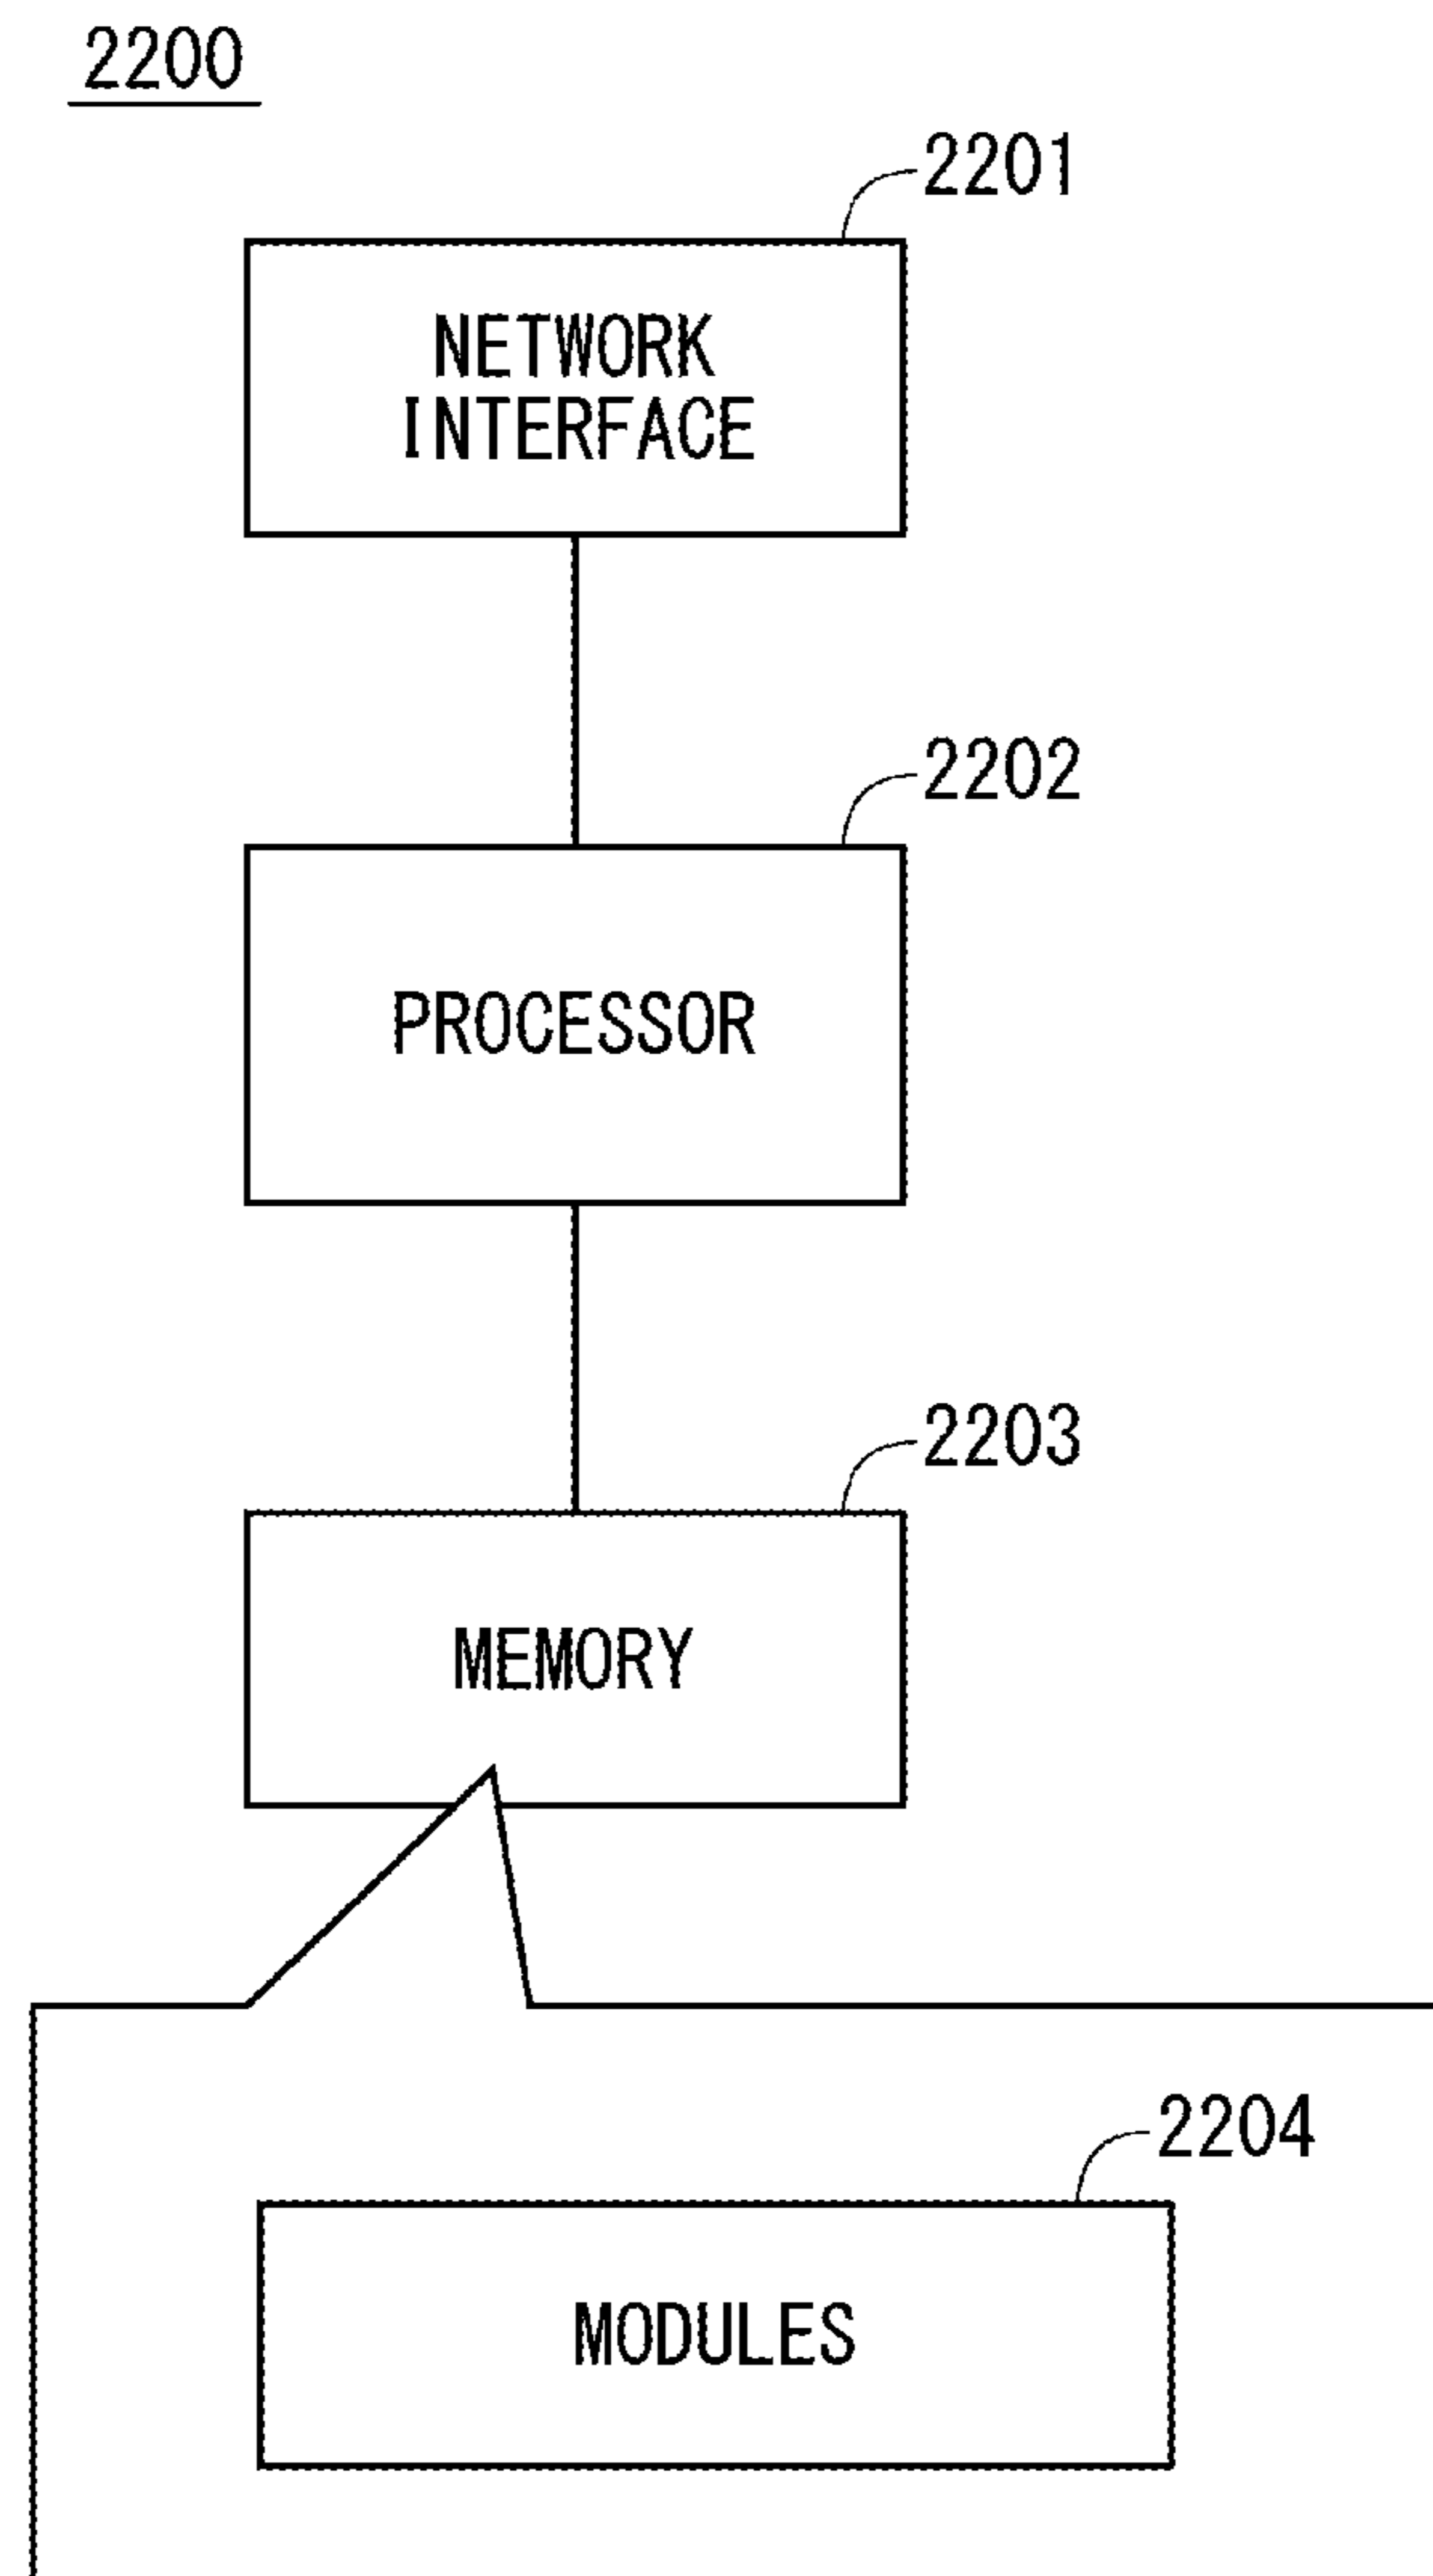 2200
2201
NETWORK
INTERFACE
2202
PROCESSOR
2203
MEMORY
2204
MODULES